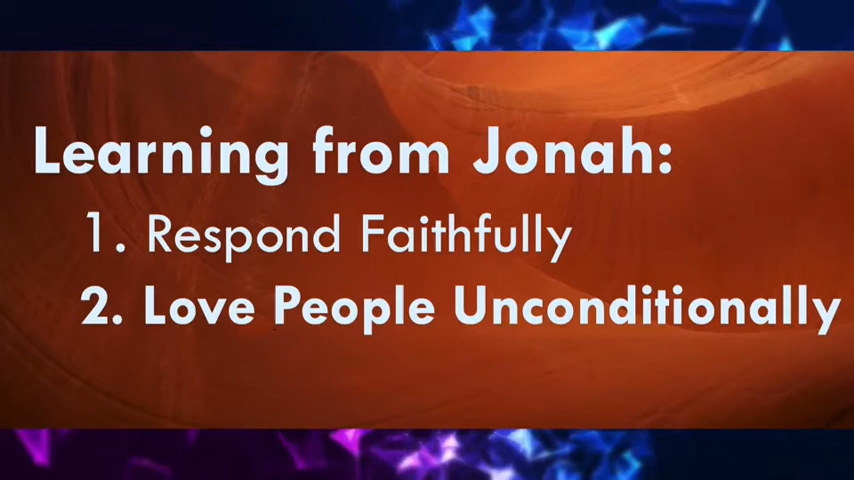 Learning from Jonah:
1. Respond Faithfully
2. Love People Unconditionally